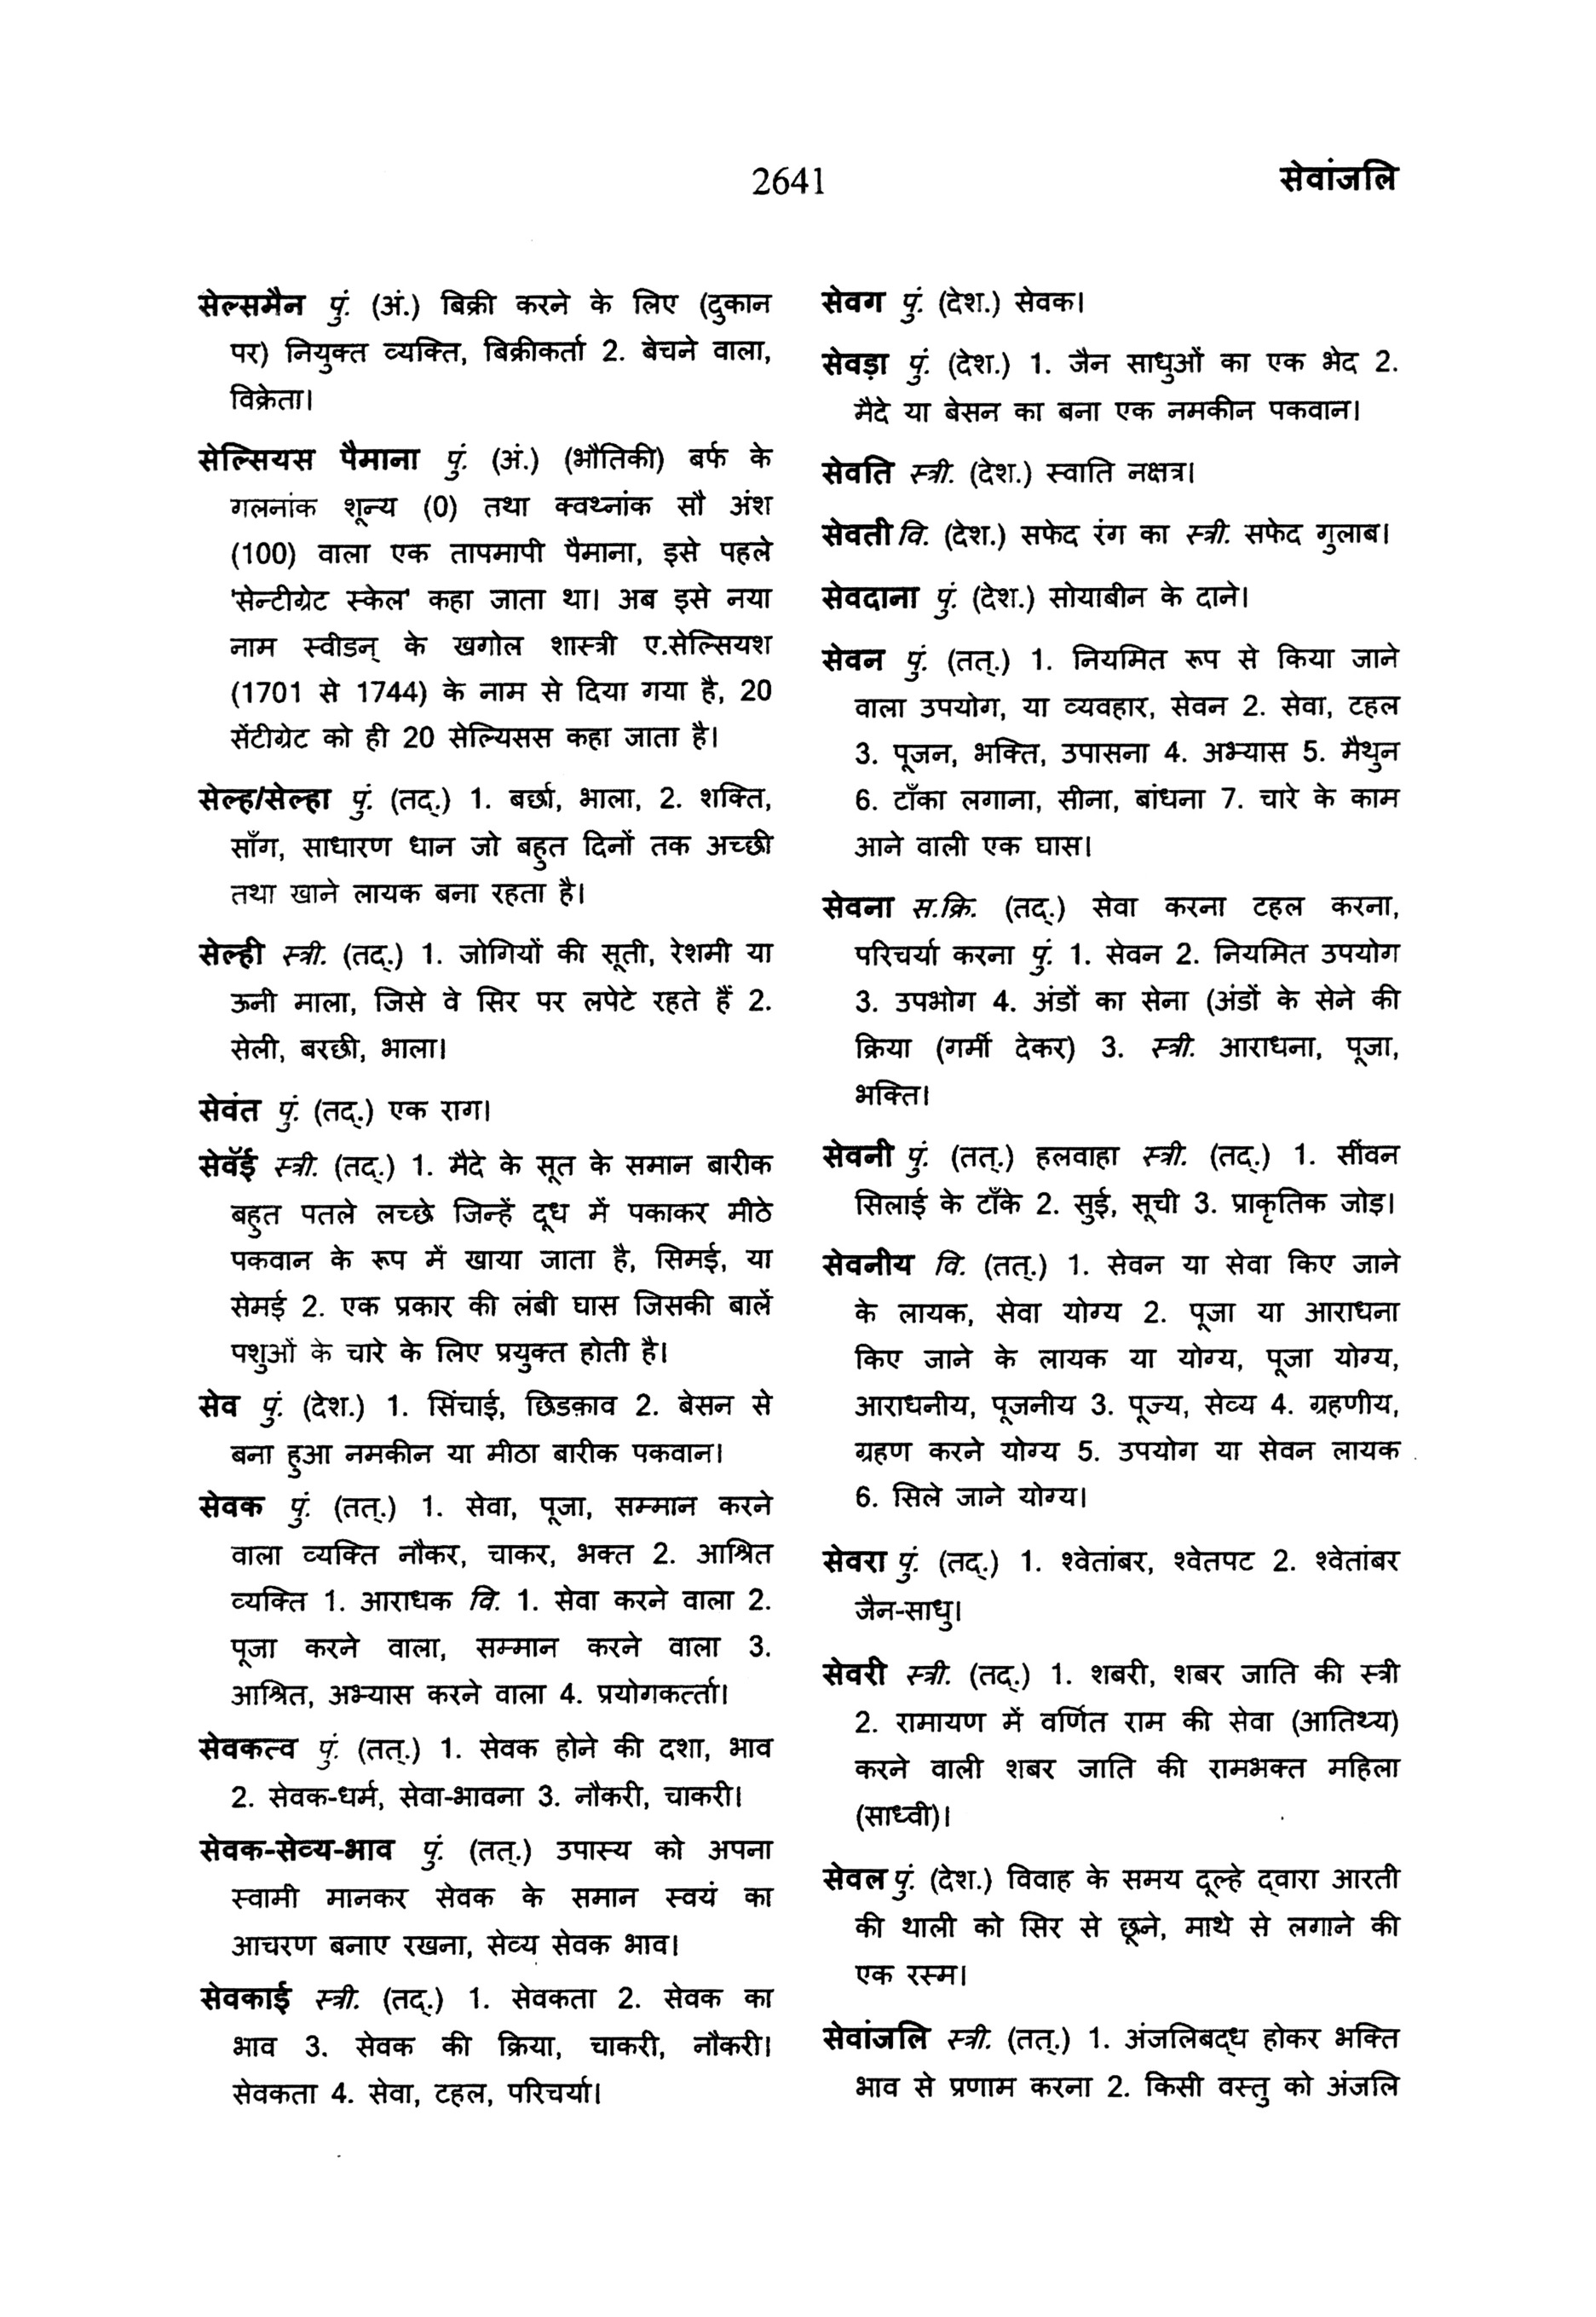 2641
सेवांजलि
सेल्समैन पुं. (अं.) बिक्री करने के लिए (दुकान
पर) नियुक्त व्यक्ति, बिक्रीकर्ता 2. बेचने वाला,
विक्रेता।
सेल्सियस पैमाना पुं. (अं.) (भौतिकी) बर्फ के
गलनांक शून्य (0) तथा क्वथ्नांक सौ अंश
(100) वाला एक तापमापी पैमाना, इसे पहले
'सेन्टीग्रेट स्केल' कहा जाता था। अब इसे नया
नाम स्वीडन् के खगोल शास्त्री ए.सेल्सियश
(1701 से 1744) के नाम से दिया गया है, 20
सेंटीग्रेट को ही 20 सेल्यिसस कहा जाता है।
सेल्ह/सेल्हा पुं. (तद्.) 1. बर्छा, भाला, 2. शक्ति,
साँग, साधारण धान जो बहुत दिनों तक अच्छी
तथा खाने लायक बना रहता है।
सेल्ही स्त्री. (तद्.) 1. जोगियों की सूती, रेशमी या
ऊनी माला, जिसे वे सिर पर लपेटे रहते हैं 2.
सेली, बरछी, भाला।
सेवंत पुं. (तद्.) एक राग।
सेवँई स्त्री. (तद्.) 1. मैदे के सूत के समान बारीक
बहुत पतले लच्छे जिन्हें दूध में पकाकर मीठे
पकवान के रूप में खाया जाता है, सिमई, या
सेमई 2. एक प्रकार की लंबी घास जिसकी बालें
पशुओं के चारे के लिए प्रयुक्त होती है।
सेव पुं. (देश.) 1. सिंचाई, छिडक़ाव 2. बेसन से
बना हुआ नमकीन या मीठा बारीक पकवान।
सेवक पुं. (तत्.) 1. सेवा, पूजा, सम्मान करने
वाला व्यक्ति नौकर, चाकर, भक्त 2. आश्रित
व्यक्ति 1. आराधक वि. 1. सेवा करने वाला 2.
पूजा करने वाला, सम्मान करने वाला 3.
आश्रित, अभ्यास करने वाला 4. प्रयोगकर्त्ता।
सेवकत्व पुं. (तत्.) 1. सेवक होने की दशा, भाव
2. सेवक-धर्म, सेवा-भावना 3. नौकरी, चाकरी।
सेवक-सेव्य-भाव पुं. (तत्.) उपास्य को अपना
स्वामी मानकर सेवक के समान स्वयं का
आचरण बनाए रखना, सेव्य सेवक भाव।
सेवकाई स्त्री. (तद्.) 1. सेवकता 2. सेवक का
भाव 3. सेवक की क्रिया, चाकरी, नौकरी।
सेवकता 4. सेवा, टहल, परिचर्या।
सेवग पुं. (देश.) सेवक।
सेवड़ा पुं. (देश.) 1. जैन साधुओं का एक भेद 2.
मैदे या बेसन का बना एक नमकीन पकवान।
सेवति स्त्री. (देश.) स्वाति नक्षत्र।
सेवती वि. (देश.) सफेद रंग का स्त्री. सफेद गुलाब।
सेवदाना पुं. (देश.) सोयाबीन के दाने।
सेवन पुं. (तत्.) 1. नियमित रूप से किया जाने
वाला उपयोग, या व्यवहार, सेवन 2. सेवा, टहल
3. पूजन, भक्ति, उपासना 4. अभ्यास 5. मैथुन
6. टाँका लगाना, सीना, बांधना 7. चारे के काम
आने वाली एक घास।
सेवना स.क्रि. (तद्.) सेवा करना टहल करना,
परिचर्या करना पुं. 1. सेवन 2. नियमित उपयोग
3. उपभोग 4. अंडों का सेना (अंडों के सेने की
क्रिया (गर्मी देकर) 3. स्त्री. आराधना, पूजा,
भक्ति।
सेवनी पुं. (तत्.) हलवाहा स्त्री. (तद्.) 1. सींवन
सिलाई के टाँके 2. सुई, सूची 3. प्राकृतिक जोड़।
सेवनीय वि. (तत्.) 1. सेवन या सेवा किए जाने
के लायक, सेवा योग्य 2. पूजा या आराधना
किए जाने के लायक या योग्य, पूजा योग्य,
आराधनीय, पूजनीय 3. पूज्य, सेव्य 4. ग्रहणीय,
ग्रहण करने योग्य 5. उपयोग या सेवन लायक
6. सिले जाने योग्य।
सेवरा पुं. (तद्.) 1. श्वेतांबर, श्वेतपट 2. श्वेतांबर
जैन-साधु।
सेवरी स्त्री. (तद्.) 1. शबरी, शबर जाति की स्त्री
2. रामायण में वर्णित राम की सेवा (आतिथ्य)
करने वाली शबर जाति की रामभक्त महिला
(साध्वी)।
सेवल पुं. (देश.) विवाह के समय दूल्हे द्‌वारा आरती
की थाली को सिर से छूने, माथे से लगाने की
एक रस्म।
सेवांजलि स्त्री. (तत्.) 1. अंजलिबद्‌ध होकर भक्ति
भाव से प्रणाम करना 2. किसी वस्तु को अंजलि